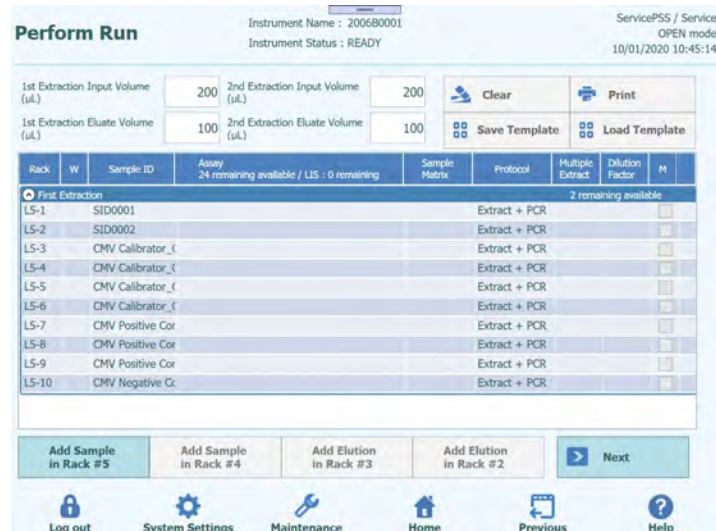 Perform Run
Instrument Name : 200680001
Instrument Status : READY
ServicePSS / Service
OPEN mode
10/01/2020 10:45:14
1st Extraction Input Volume (uL) 200 2nd Extraction Input Volume (uL) 200 Clear Print
1st Extraction Eluate Volume (uL) 100 2nd Extraction Eluate Volume (uL) 100 Save Template Load Template
Rack W Sample ID Assay 24 remaining available / LIS : 0 remaining Sample Matrix Protocol Multiple Extract Dilution Factor M
First Extraction 2 remaining available
L5-1 SID0001 Extract + PCR
L5-2 SID0002 Extract + PCR
L5-3 CMV Calibrator_( Extract + PCR
L5-4 CMV Calibrator_( Extract + PCR
L5-5 CMV Calibrator_( Extract + PCR
L5-6 CMV Calibrator_( Extract + PCR
L5-7 CMV Positive Cor Extract + PCR
L5-8 CMV Positive Cor Extract + PCR
L5-9 CMV Positive Cor Extract + PCR
L5-10 CMV Negative Cc Extract + PCR
Add Sample in Rack #5 Add Sample in Rack #4 Add Elution in Rack #3 Add Elution in Rack #2 Next
Log out System Settings Maintenance Home Previous Help